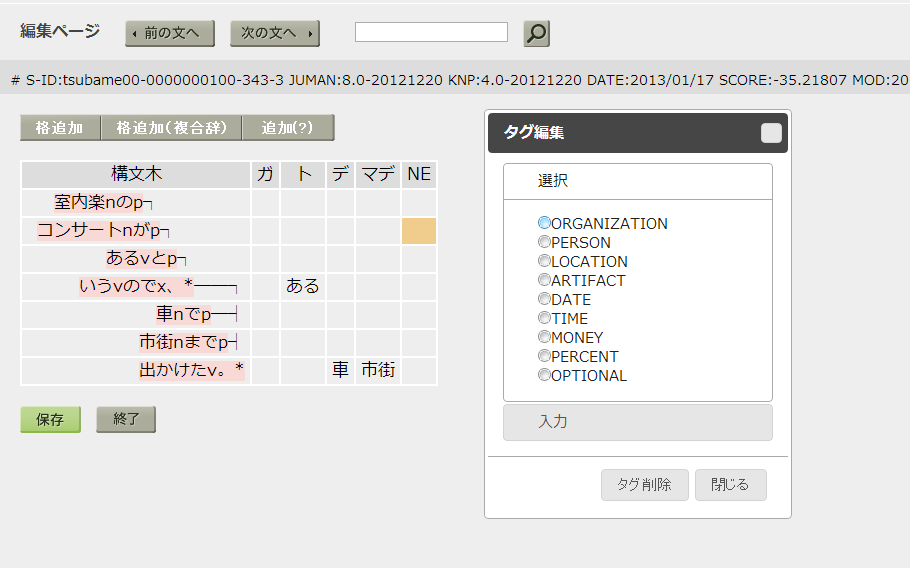 編集ページ 前の文へ 次の文へ
# S-ID:tsubame00-0000000100-343-3 JUMAN:8.0-20121220 KNP:4.0-20121220 DATE:2013/01/17 SCORE:-35.21807 MOD:20
格追加 格追加(複合辞) 追加(?)
構文木 ガ ト デ マデ NE
室内楽nのp┐
コンサートnがp┐
あるvとp┐
いうvのでx、*───┐ ある
車nでp──┤
市街nまでp┤
出かけたv。* 車 市街
保存 終了
タグ編集
選択
ORGANIZATION
PERSON
LOCATION
ARTIFACT
DATE
TIME
MONEY
PERCENT
OPTIONAL
入力
タグ削除 閉じる